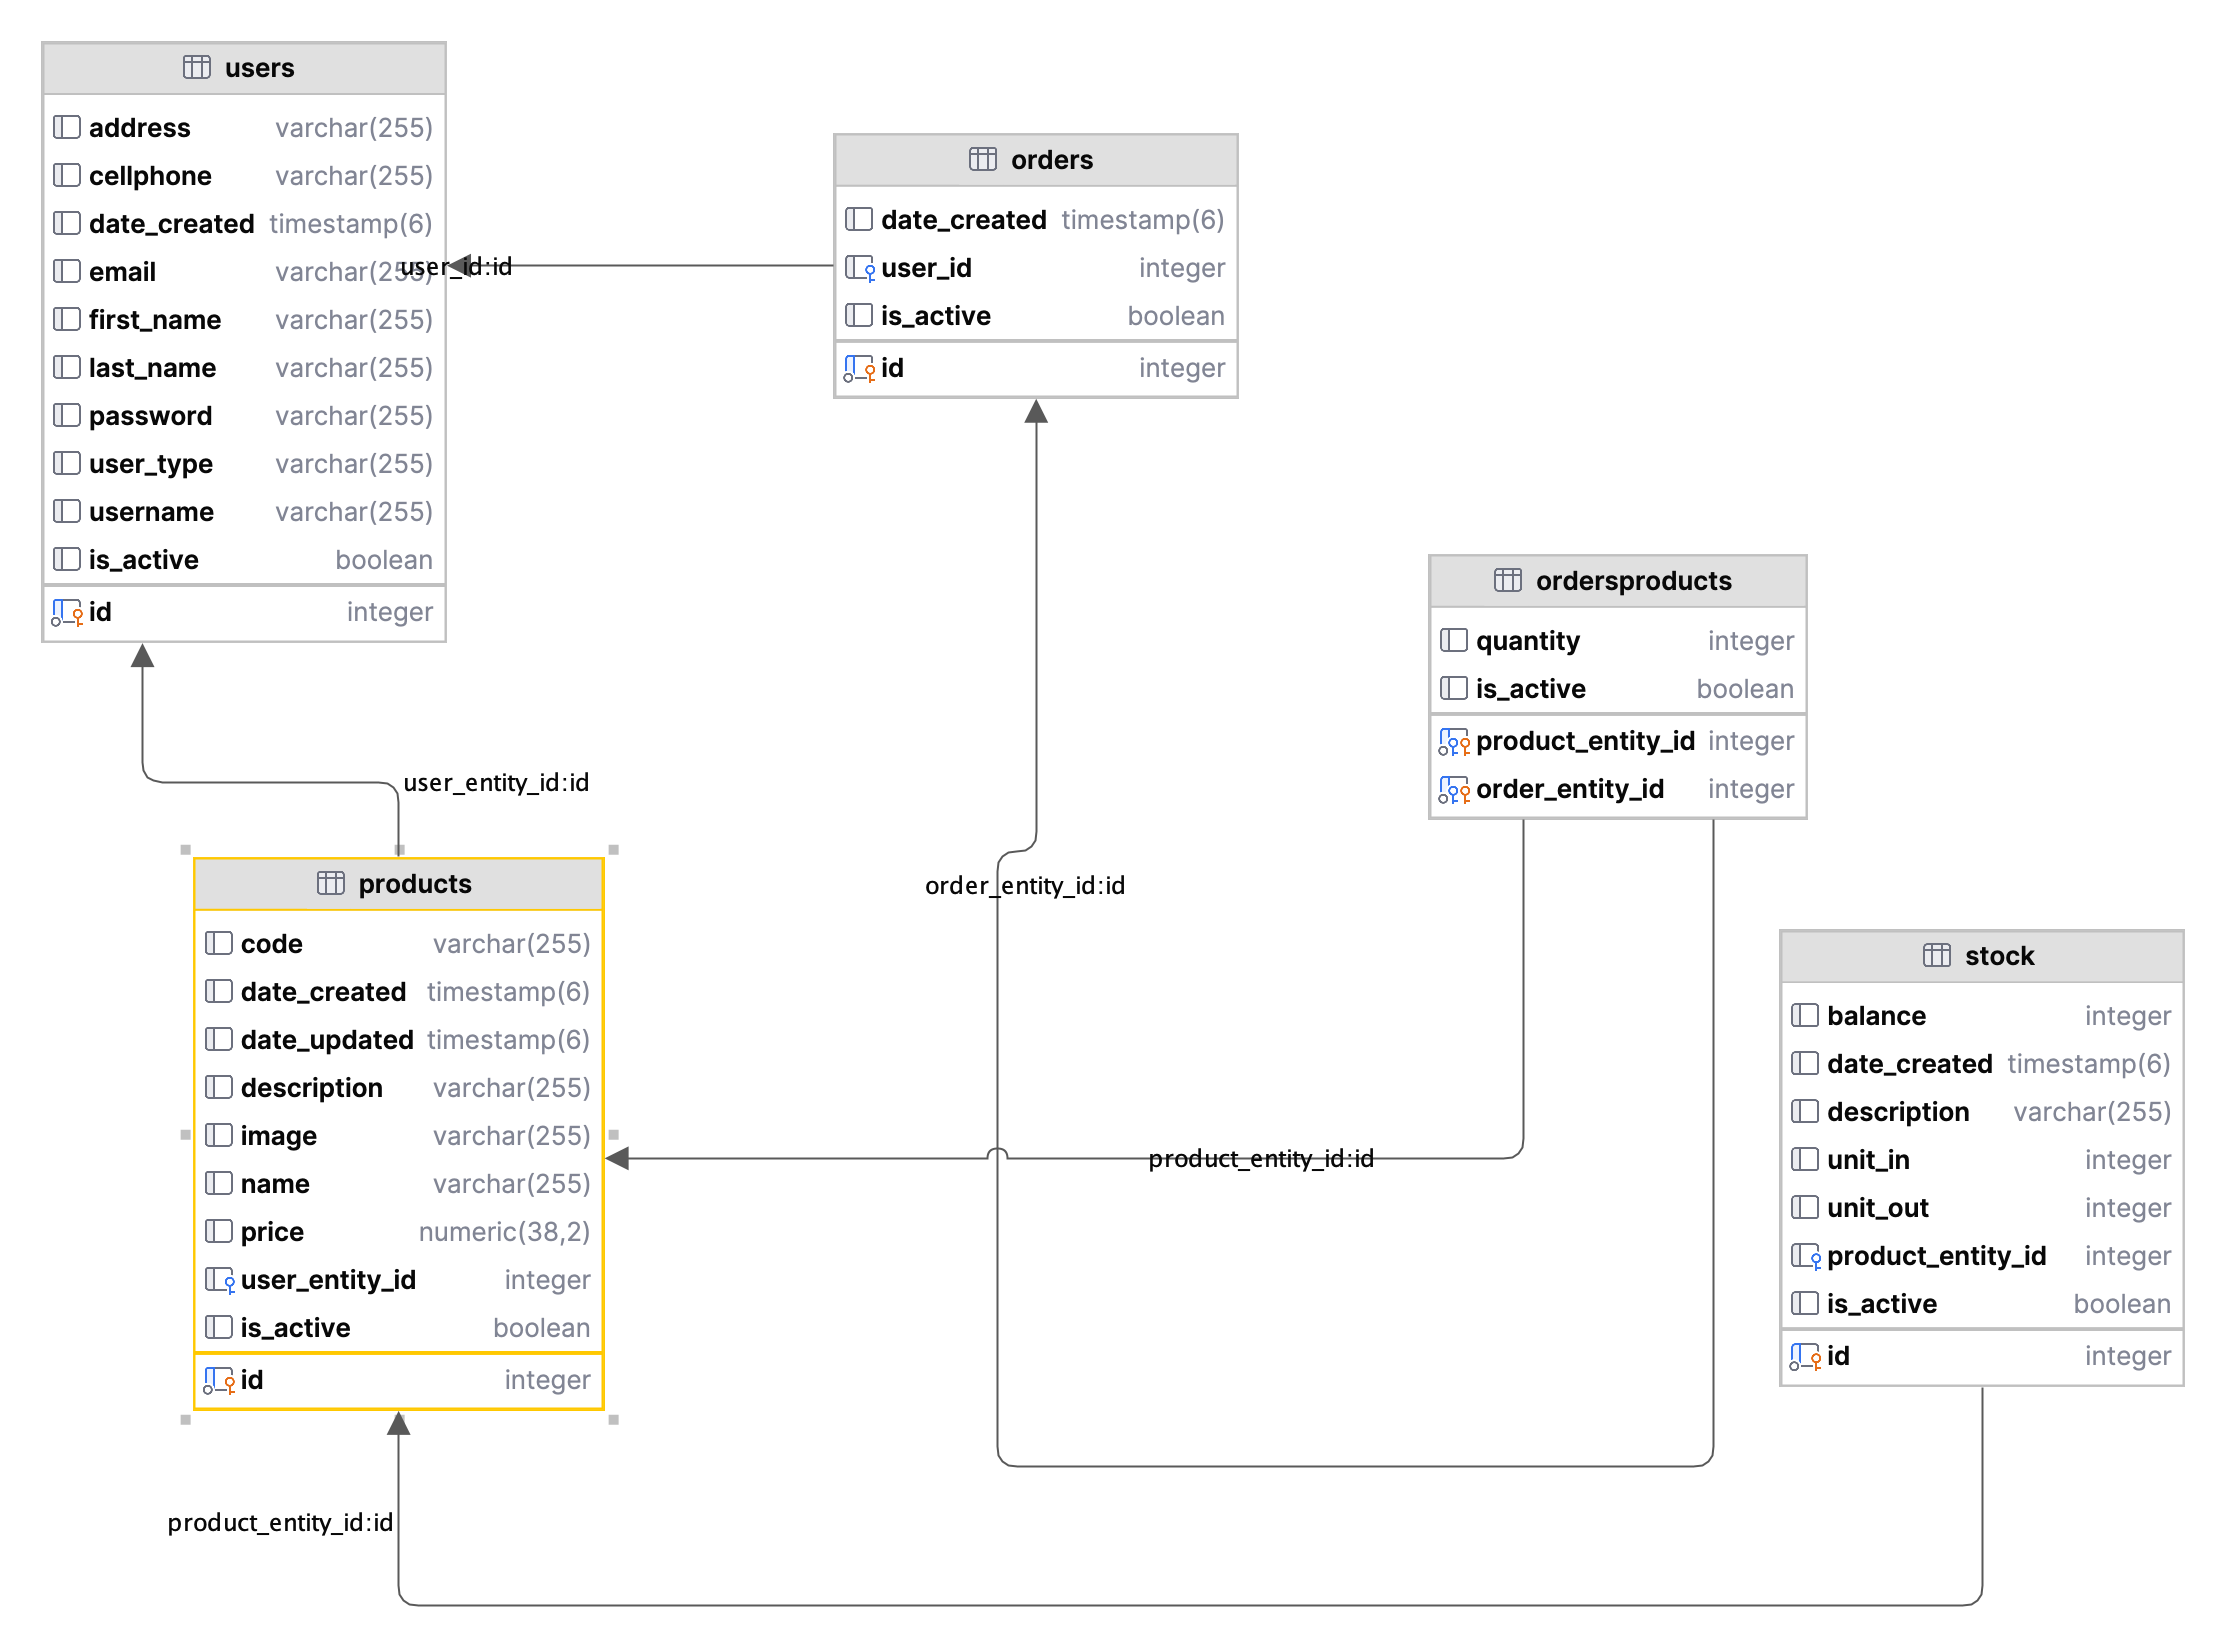 users
address varchar(255)
cellphone varchar(255)
date_created timestamp(6)
email varchar(255)
first_name varchar(255)
last_name varchar(255)
password varchar(255)
user_type varchar(255)
username varchar(255)
is_active boolean
id integer
user_id:id
orders
date_created timestamp(6)
user_id integer
is_active boolean
id integer
ordersproducts
quantity integer
is_active boolean
product_entity_id integer
order_entity_id integer
user_entity_id:id
order_entity_id:id
products
code varchar(255)
date_created timestamp(6)
date_updated timestamp(6)
description varchar(255)
image varchar(255)
name varchar(255)
price numeric(38,2)
user_entity_id integer
is_active boolean
id integer
product_entity_id:id
stock
balance integer
date_created timestamp(6)
description varchar(255)
unit_in integer
unit_out integer
product_entity_id integer
is_active boolean
id integer
product_entity_id:id